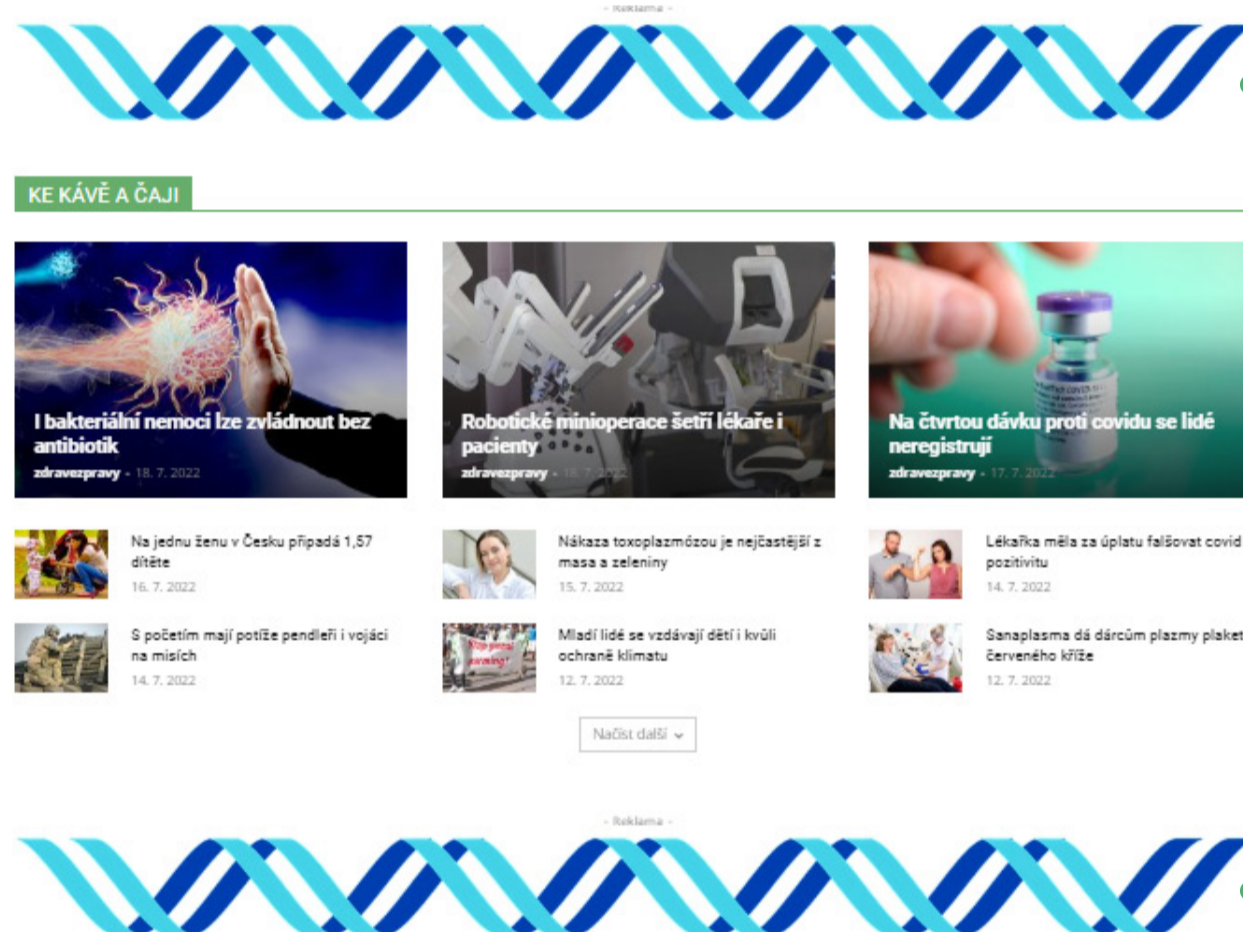 - Reklama -
KE KÁVĚ A ČAJI
I bakteriální nemoci lze zvládnout bez
antibiotik
zdravezpravy - 18. 7. 2022
Robotické minioperace šetří lékaře i
pacienty
zdravezpravy - 18. 7. 2022
Na čtvrtou dávku proti covidu se lidé
neregistrují
zdravezpravy - 17. 7. 2022
Na jednu ženu v Česku připadá 1,57
dítěte
16. 7. 2022
Nákaza toxoplazmózou je nejčastější z
masa a zeleniny
15. 7. 2022
Lékařka měla za úplatu falšovat covid
pozitivitu
14. 7. 2022
S početím mají potíže pendleři i vojáci
na misích
14. 7. 2022
Mladí lidé se vzdávají dětí i kvůli
ochraně klimatu
12. 7. 2022
Sanaplasma dá dárcům plazmy plaket
červeného kříže
12. 7. 2022
Načíst další
- Reklama -